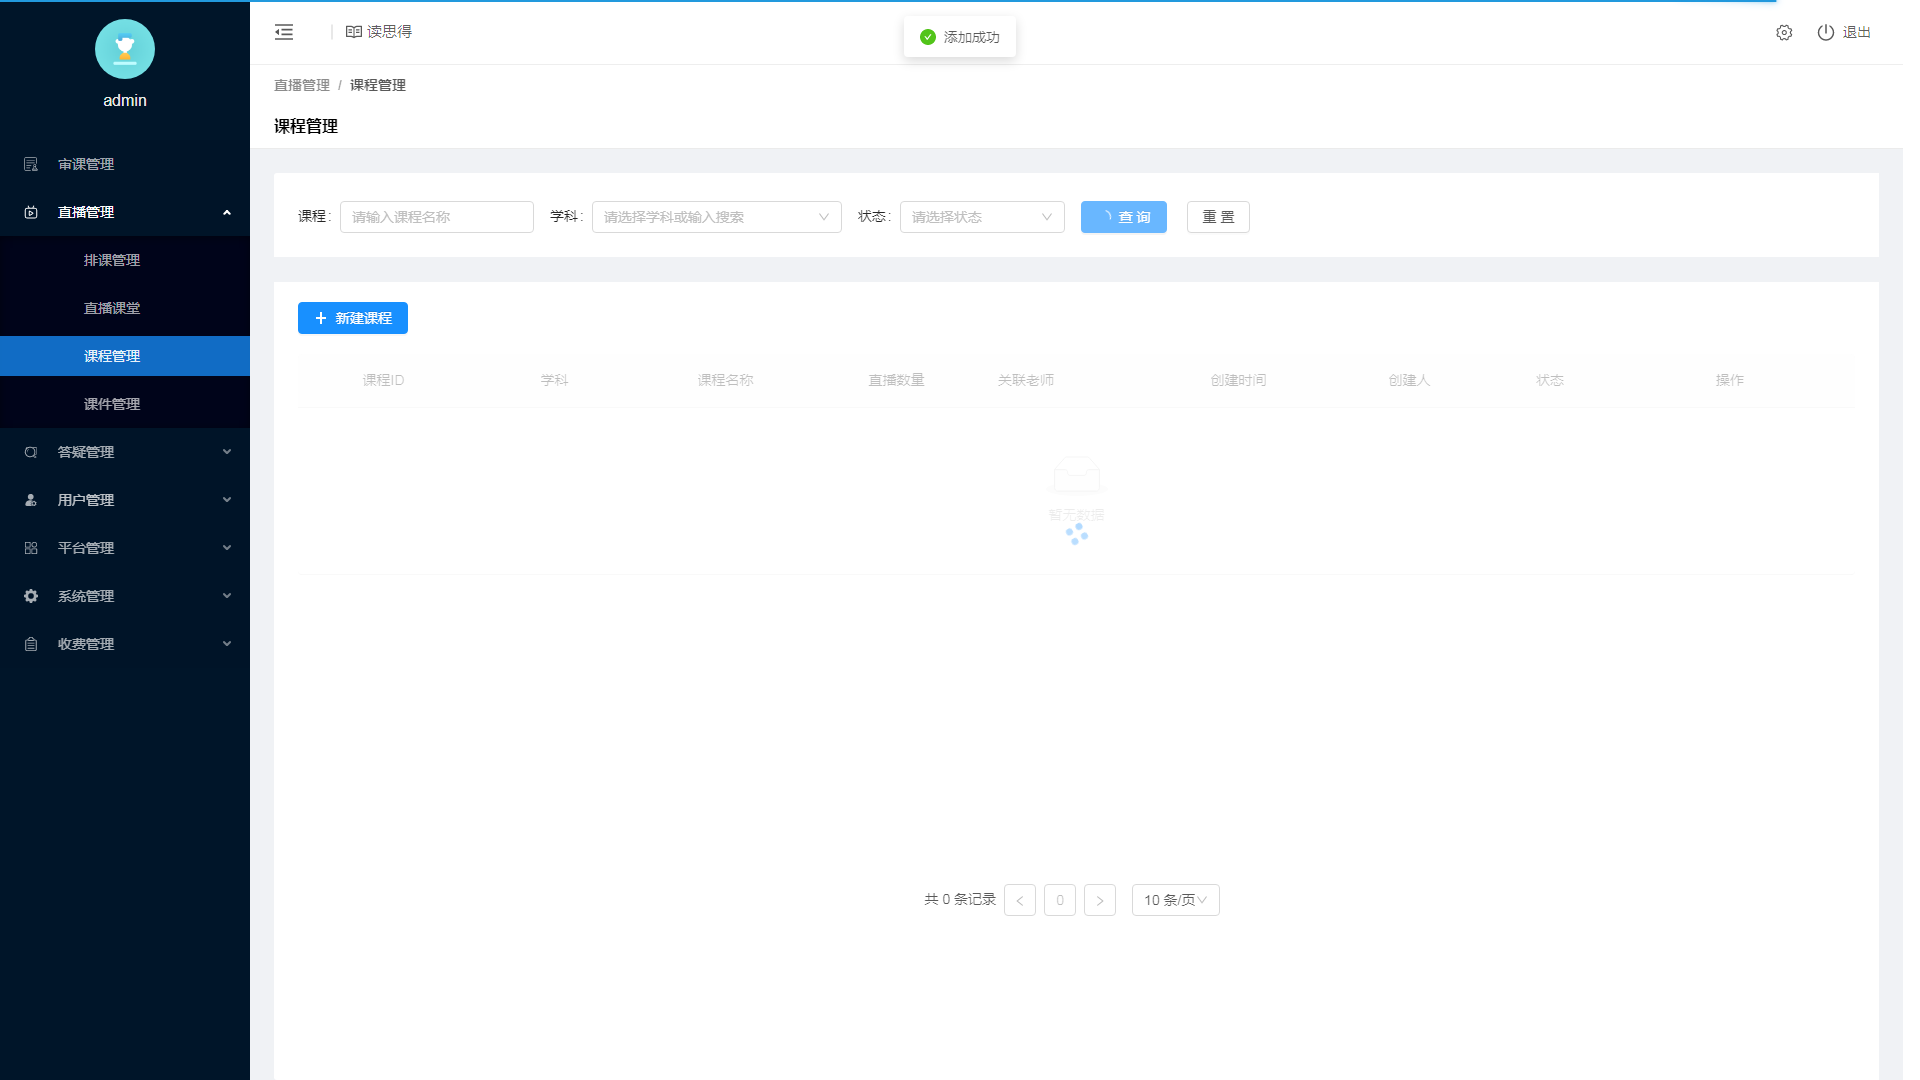 admin
审课管理
直播管理
排课管理
直播课堂
课程管理
课件管理
答疑管理
用户管理
平台管理
系统管理
收费管理
读思得
添加成功
退出
直播管理 / 课程管理
课程管理
课程: 请输入课程名称 学科: 请选择学科或输入搜索 状态: 请选择状态 查 询 重 置
新建课程
课程ID 学科 课程名称 直播数量 关联老师 创建时间 创建人 状态 操作
暂无数据
共 0 条记录 < 0 > 10 条/页